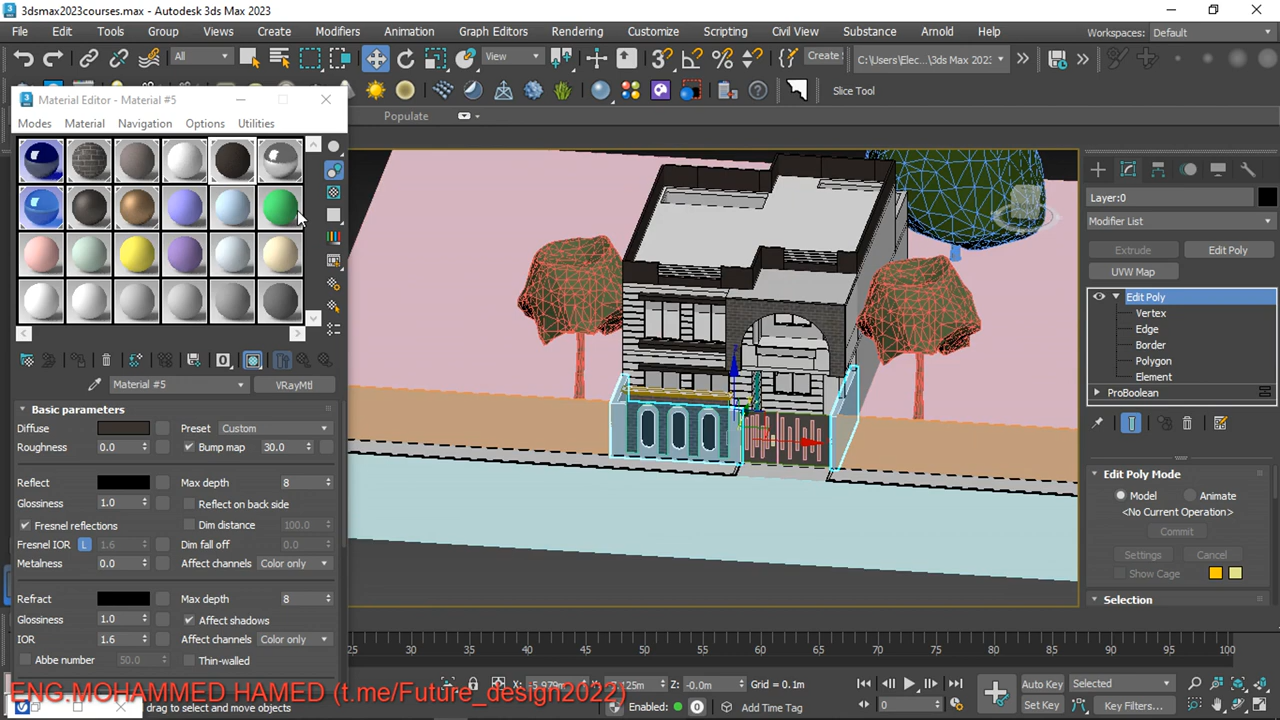 3dsmax2023courses.max - Autodesk 3ds Max 2023
File Edit Tools Group Views Create Modifiers Animation Graph Editors Rendering Customize Scripting Civil View Substance Arnold Help Workspaces: Default
All View Create C:\Users\Elec...\3ds Max 2023
Slice Tool
Populate
Material Editor - Material #5
Modes Material Navigation Options Utilities
Material #5 VRayMtl
Basic parameters
Diffuse Preset Custom
Roughness 0.0 Bump map 30.0
Reflect Max depth 8
Glossiness 1.0 Reflect on back side
Fresnel reflections Dim distance 100.0
Fresnel IOR L 1.6 Dim fall off 0.0
Metalness 0.0 Affect channels Color only
Refract Max depth 8
Glossiness 1.0 Affect shadows
IOR 1.6 Affect channels Color only
Abbe number 50.0 Thin-walled
Layer:0
Modifier List
Extrude Edit Poly
UVW Map
Edit Poly
Vertex
Edge
Border
Polygon
Element
ProBoolean
Edit Poly Mode
Model Animate
<No Current Operation>
Commit
Settings Cancel
Show Cage
Selection
25 30 35 40 45 50 55 60 65 70 75 80 85 90 95 100
Y: Z: -0.0m Grid = 0.1m
Auto Key Selected
Set Key Key Filters...
0
drag to select and move objects
Enabled: 0 Add Time Tag
ENG.MOHAMMED HAMED (t.me/Future_design2022)